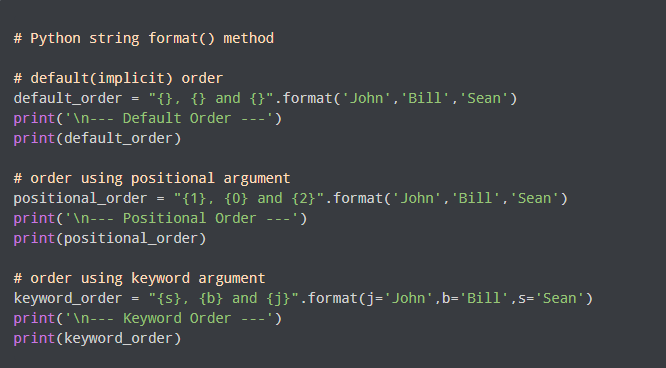 # Python string format() method
# default(implicit) order
default_order = "{}, {} and {}".format('John','Bill','Sean')
print('\n--- Default Order ---')
print(default_order)
# order using positional argument
positional_order = "{1}, {0} and {2}".format('John','Bill','Sean')
print('\n--- Positional Order ---')
print(positional_order)
# order using keyword argument
keyword_order = "{s}, {b} and {j}".format(j='John',b='Bill',s='Sean')
print('\n--- Keyword Order ---')
print(keyword_order)